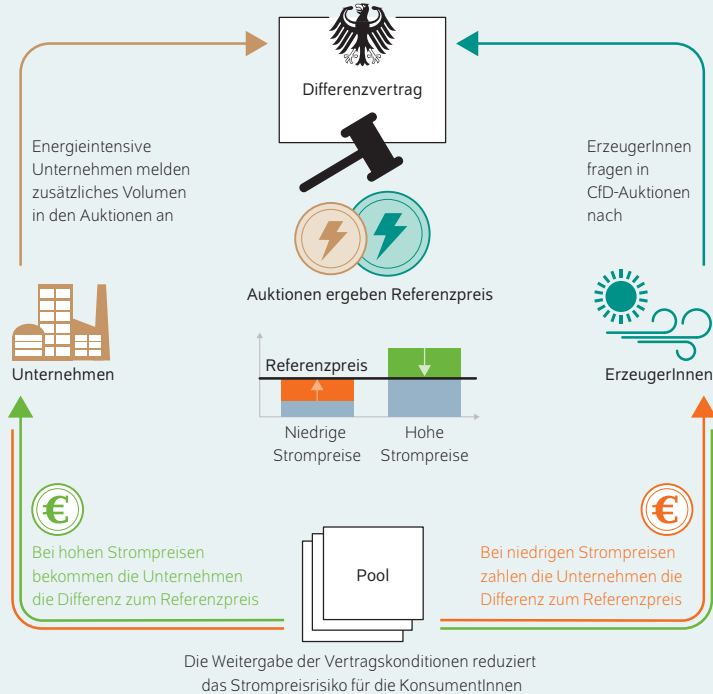 Differenzvertrag
Energieintensive
Unternehmen melden
zusätzliches Volumen
in den Auktionen an
ErzeugerInnen
fragen in
CfD-Auktionen
nach
Auktionen ergeben Referenzpreis
Unternehmen
ErzeugerInnen
Referenzpreis
Niedrige
Strompreise
Hohe
Strompreise
€
Bei hohen Strompreisen
bekommen die Unternehmen
die Differenz zum Referenzpreis
Pool
€
Bei niedrigen Strompreisen
zahlen die Unternehmen die
Differenz zum Referenzpreis
Die Weitergabe der Vertragskonditionen reduziert
das Strompreisrisiko für die KonsumentInnen